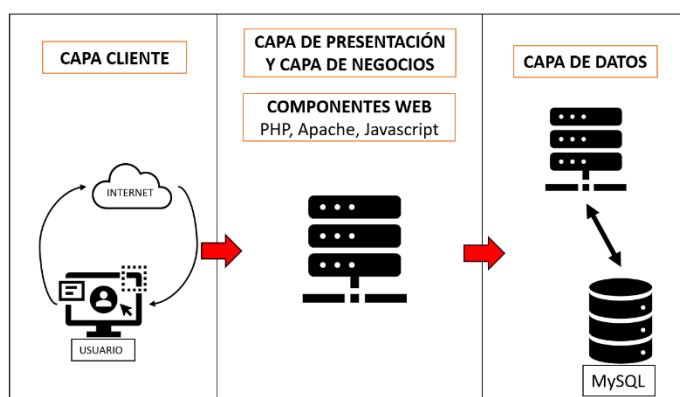 CAPA CLIENTE
INTERNET
USUARIO
CAPA DE PRESENTACIÓN
Y CAPA DE NEGOCIOS
COMPONENTES WEB
PHP, Apache, Javascript
CAPA DE DATOS
MySQL